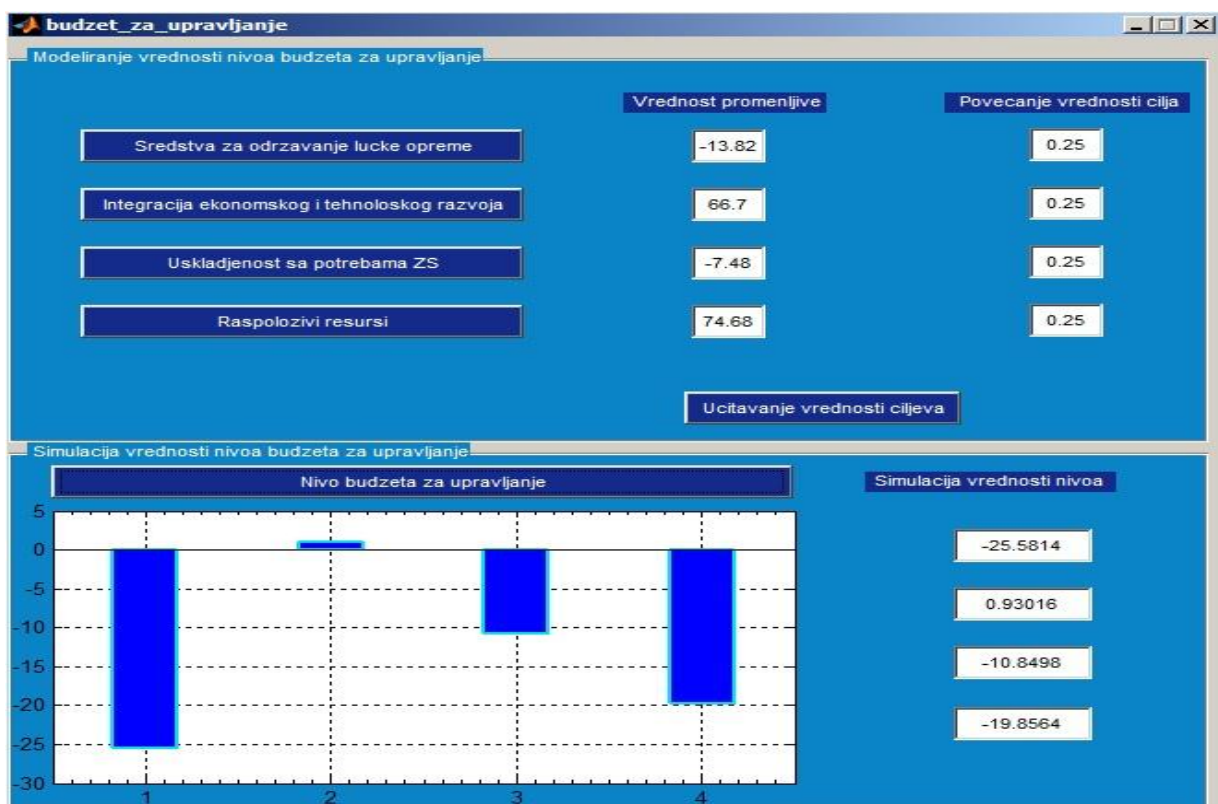 budzet_za_upravljanje
Modeliranje vrednosti nivoa budzeta za upravljanje
Vrednost promenljive Povecanje vrednosti cilja
Sredstva za odrzavanje lucke opreme -13.82 0.25
Integracija ekonomskog i tehnoloskog razvoja 66.7 0.25
Uskladjenost sa potrebama ZS -7.48 0.25
Raspolozivi resursi 74.68 0.25
Ucitavanje vrednosti ciljeva
Simulacija vrednosti nivoa budzeta za upravljanje
Nivo budzeta za upravljanje Simulacija vrednosti nivoa
5
0
-5
-10
-15
-20
-25
-30
1 2 3 4
-25.5814
0.93016
-10.8498
-19.8564